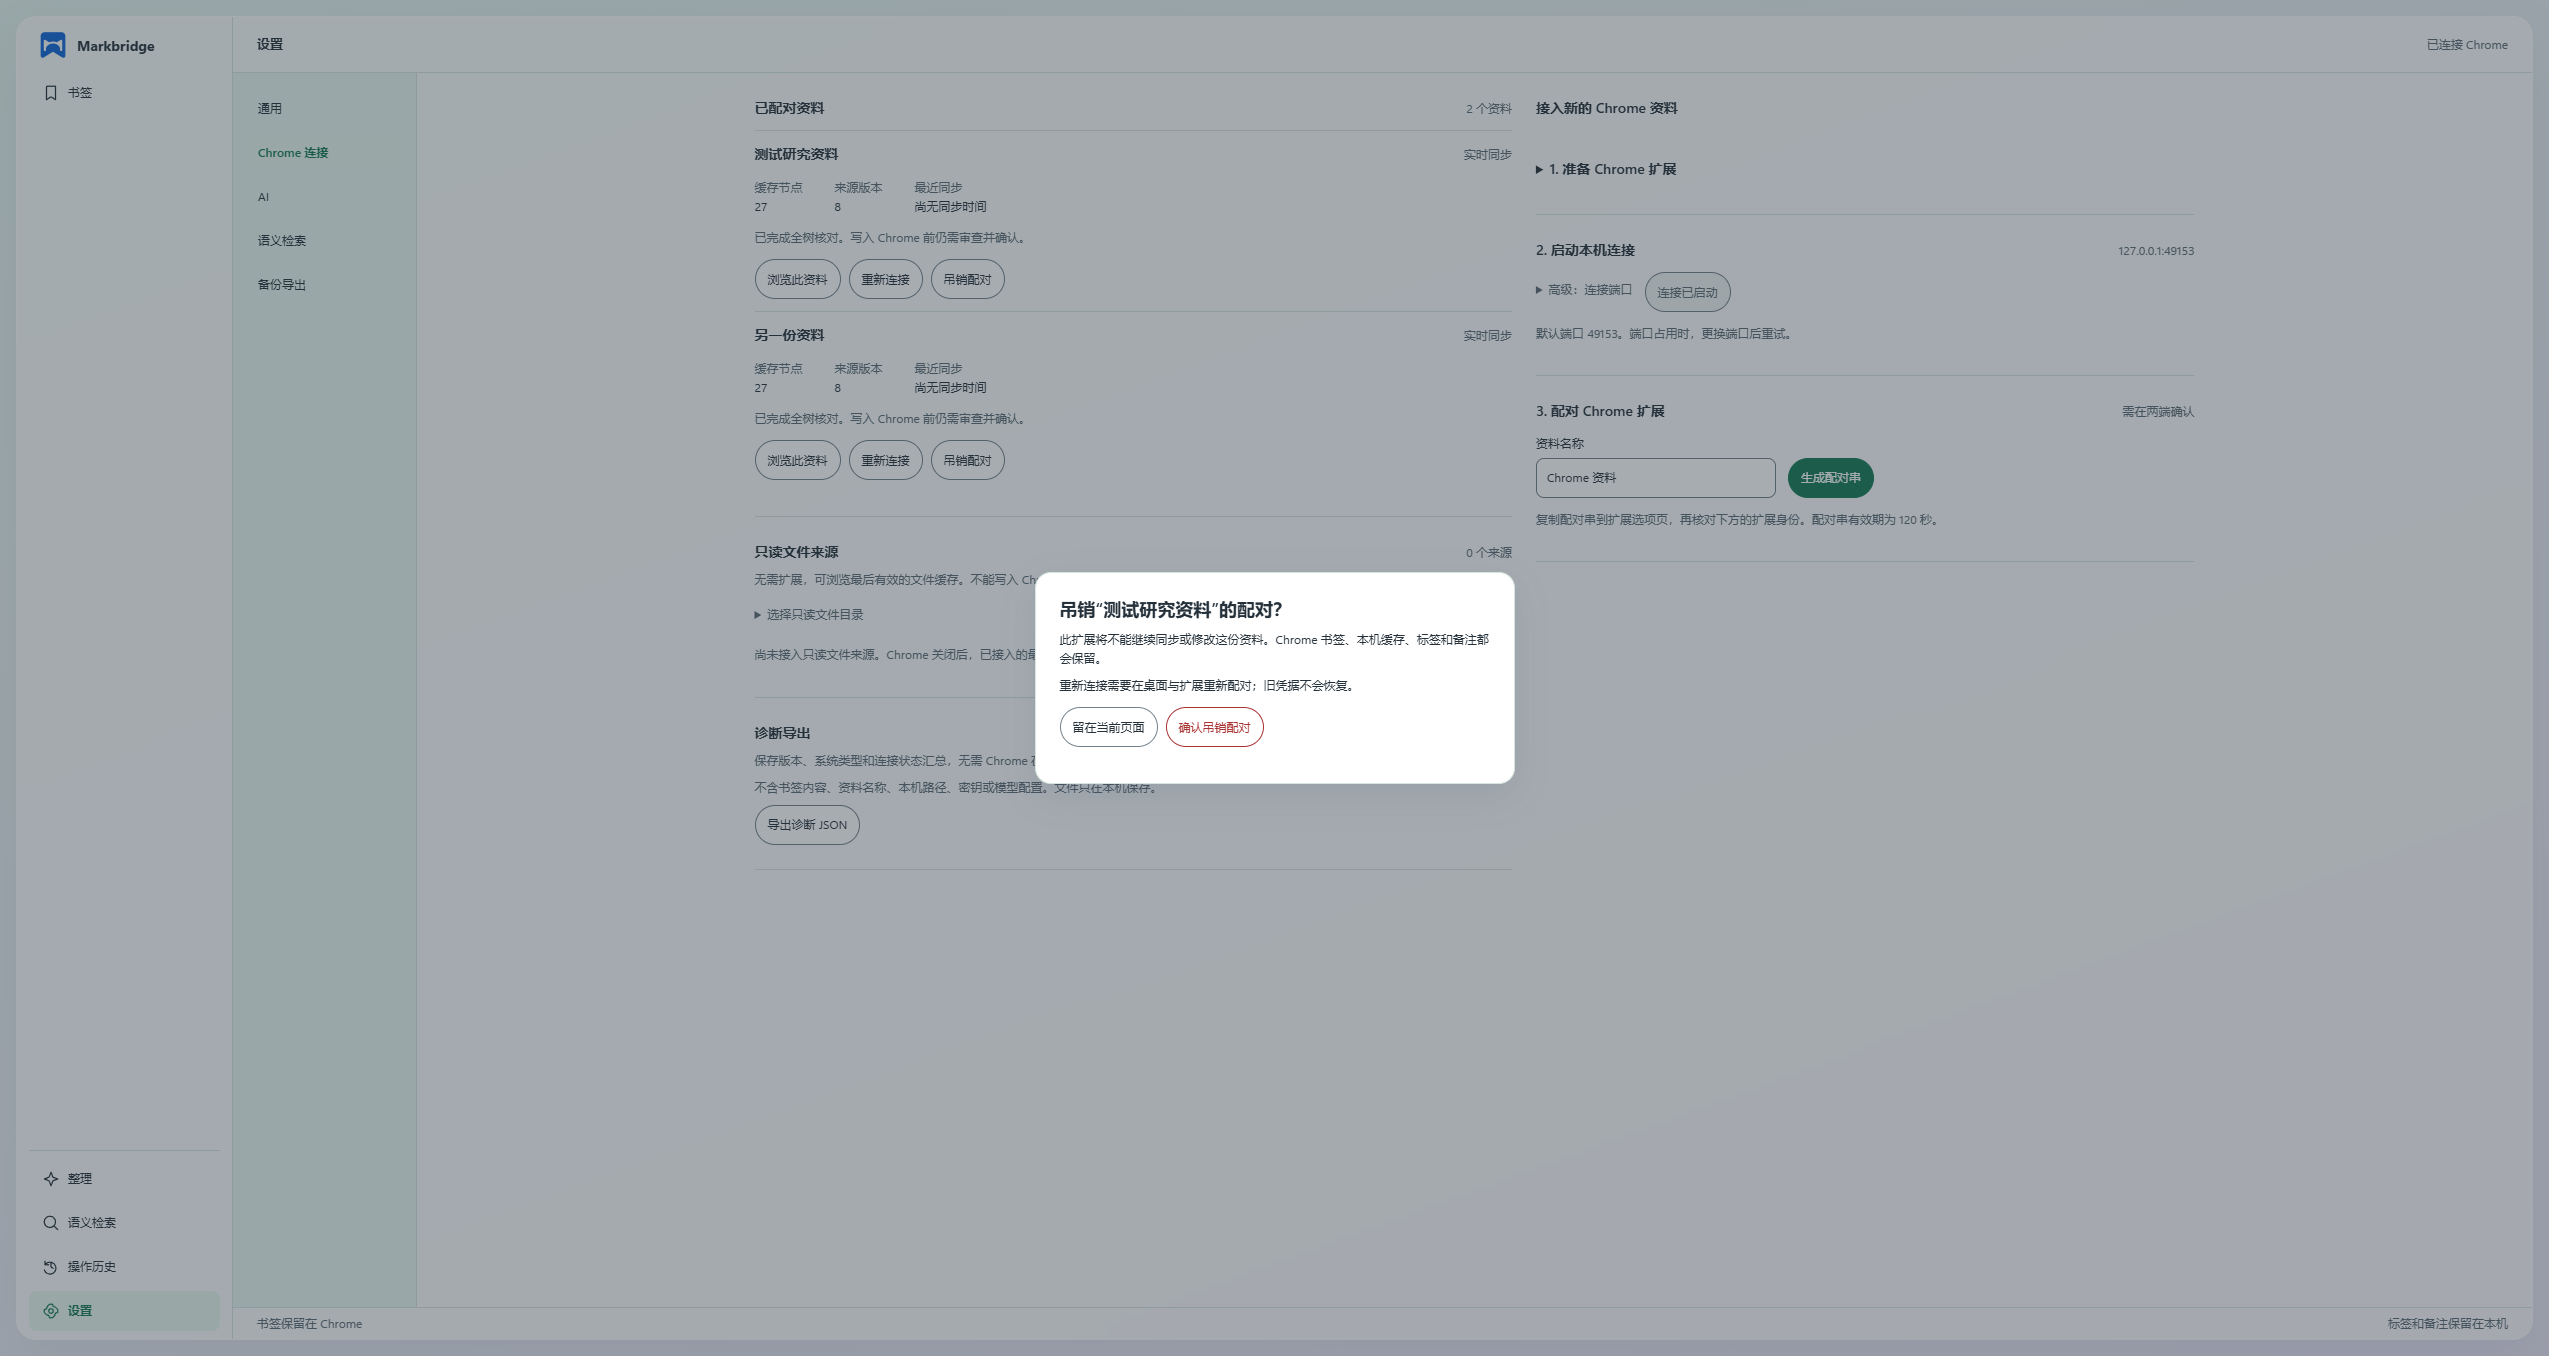 Markbridge
书签
整理
语义检索
操作历史
设置
设置
已连接 Chrome
通用
Chrome 连接
AI
语义检索
备份导出
已配对资料
2 个资料
测试研究资料
实时同步
缓存节点 来源版本 最近同步
27 8 尚无同步时间
已完成全树核对。写入 Chrome 前仍需审查并确认。
浏览此资料 重新连接 吊销配对
另一份资料
实时同步
缓存节点 来源版本 最近同步
27 8 尚无同步时间
已完成全树核对。写入 Chrome 前仍需审查并确认。
浏览此资料 重新连接 吊销配对
只读文件来源
0 个来源
无需扩展，可浏览最后有效的文件缓存。不能写入
选择只读文件目录
尚未接入只读文件来源。Chrome 关闭后，已接入的
诊断导出
保存版本、系统类型和连接状态汇总，无需 Chrome
不含书签内容、资料名称、本机路径、密钥或模型配置。文件只在本机保存。
导出诊断 JSON
接入新的 Chrome 资料
1. 准备 Chrome 扩展
2. 启动本机连接
127.0.0.1:49153
高级：连接端口 连接已启动
默认端口 49153。端口占用时，更换端口后重试。
3. 配对 Chrome 扩展
需在两端确认
资料名称
Chrome 资料 生成配对串
复制配对串到扩展选项页，再核对下方的扩展身份。配对串有效期为 120 秒。
吊销“测试研究资料”的配对？
此扩展将不能继续同步或修改这份资料。Chrome 书签、本机缓存、标签和备注都
会保留。
重新连接需要在桌面与扩展重新配对；旧凭据不会恢复。
留在当前页面 确认吊销配对
书签保留在 Chrome
标签和备注保留在本机